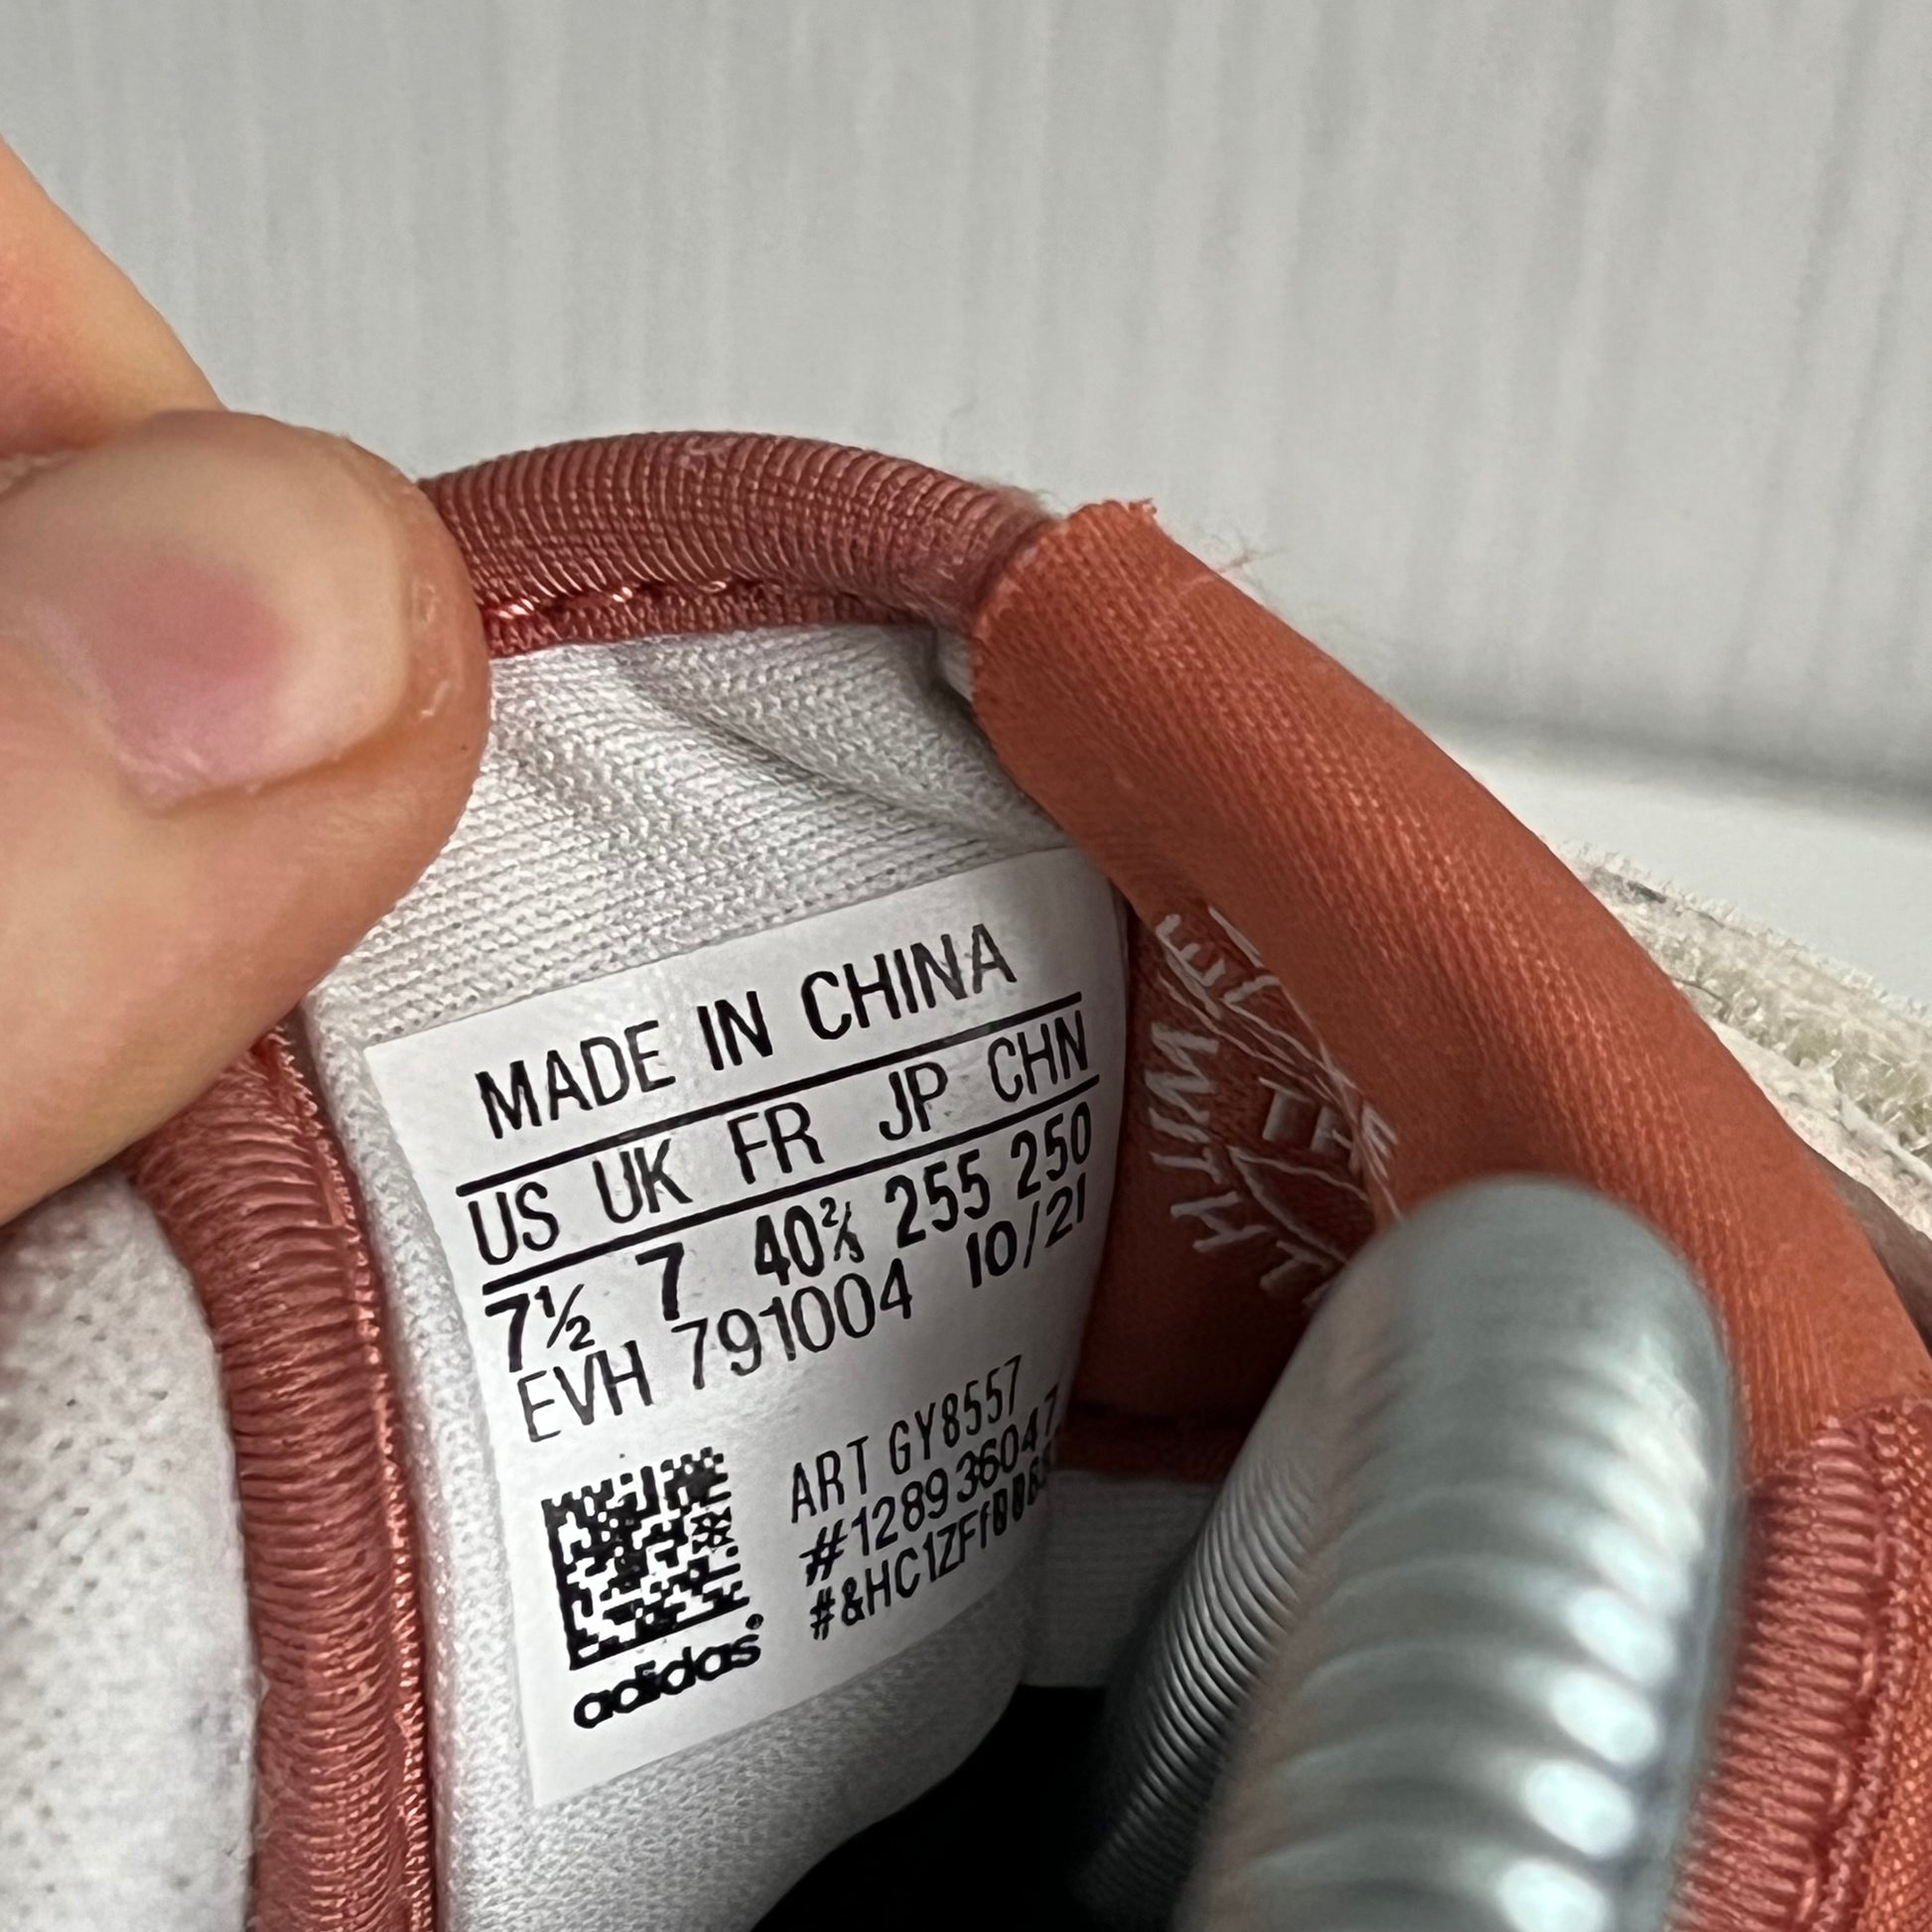 MADE IN CHINA
US UK FR JP CHN
7½ 7 40⅔ 255 250
EVH 791004 10/21
ART GY8557
#128936047
adidas